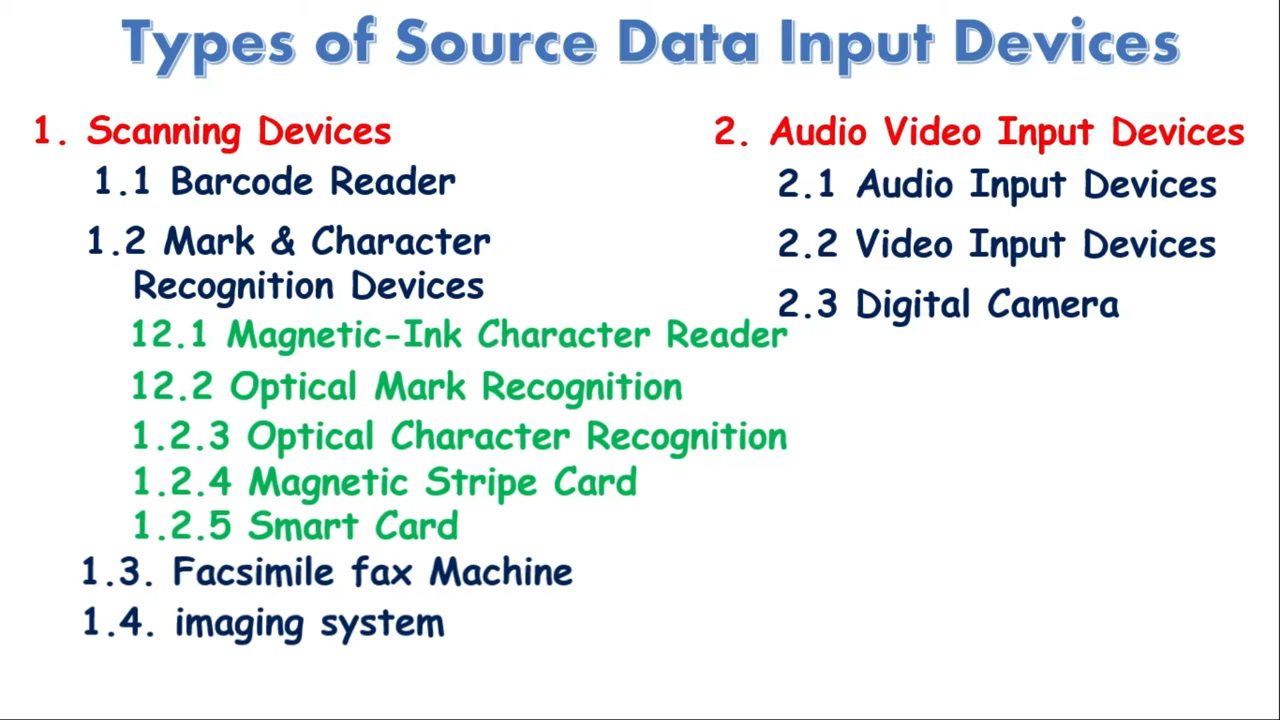 Types of Source Data Input Devices
1. Scanning Devices
1.1 Barcode Reader
1.2 Mark & Character
Recognition Devices
12.1 Magnetic-Ink Character Reader
12.2 Optical Mark Recognition
1.2.3 Optical Character Recognition
1.2.4 Magnetic Stripe Card
1.2.5 Smart Card
1.3. Facsimile fax Machine
1.4. imaging system
2. Audio Video Input Devices
2.1 Audio Input Devices
2.2 Video Input Devices
2.3 Digital Camera